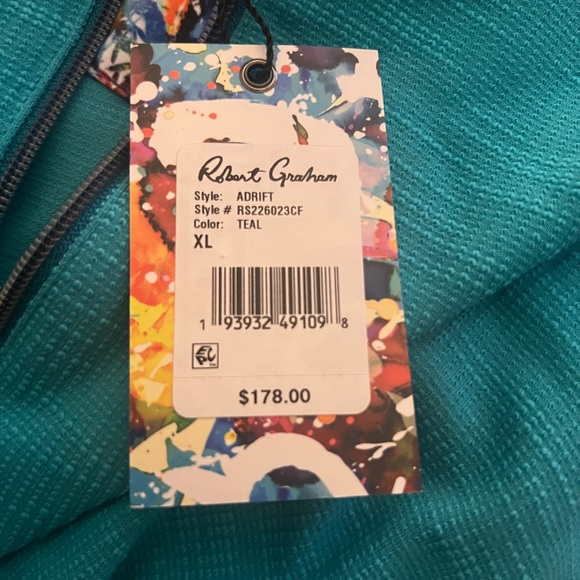 Robert Graham
Style: ADRIFT
Style # RS226023CF
Color: TEAL
XL
1 93932 49109 8
$178.00